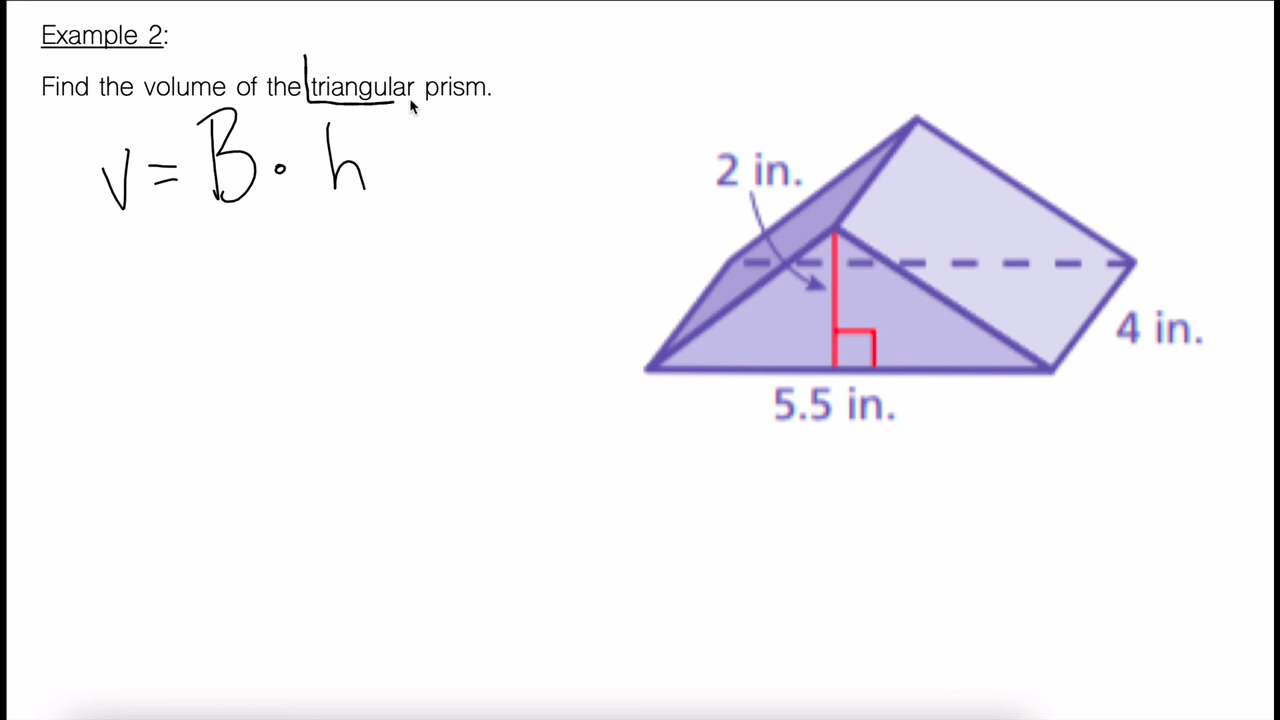 Example 2:
Find the volume of the triangular prism.
V = B · h
2 in.
4 in.
5.5 in.